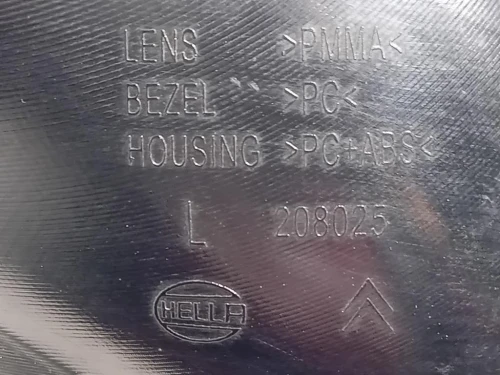 LENS >PMMA<
BEZEL >PC<
HOUSING >PC+ABS<
L 208025
HELLA